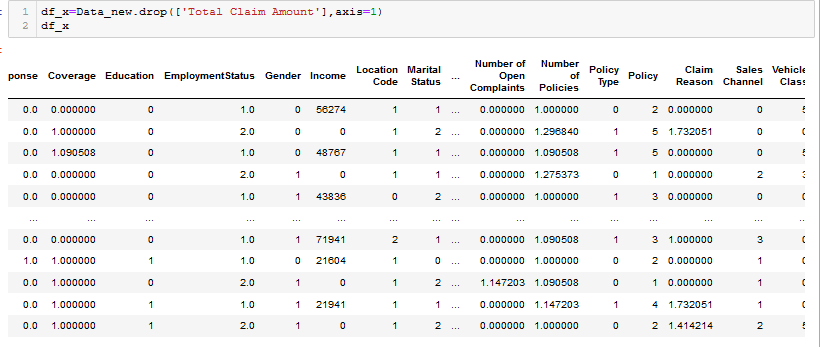 1 df_x=Data_new.drop(['Total Claim Amount'],axis=1)
2 df_x
ponse Coverage Education EmploymentStatus Gender Income Location Code Marital Status ... Number of Open Complaints Number of Policies Policy Type Policy Claim Reason Sales Channel Vehicle Class
0.0 0.000000 0 1.0 0 56274 1 1 ... 0.000000 1.000000 0 2 0.000000 0
0.0 1.000000 0 2.0 0 0 1 2 ... 0.000000 1.296840 1 5 1.732051 0
0.0 1.090508 0 1.0 0 48767 1 1 ... 0.000000 1.090508 1 5 0.000000 0
0.0 0.000000 0 2.0 1 0 1 1 ... 0.000000 1.275373 0 1 0.000000 2
0.0 0.000000 0 1.0 1 43836 0 2 ... 0.000000 1.000000 1 3 0.000000 0
... ... ... ... ... ... ... ... ... ... ... ... ... ... ...
0.0 0.000000 0 1.0 1 71941 2 1 ... 0.000000 1.090508 1 3 1.000000 3
1.0 1.000000 1 1.0 0 21604 1 0 ... 0.000000 1.000000 0 2 0.000000 1
0.0 1.000000 0 2.0 1 0 1 2 ... 1.147203 1.090508 0 1 0.000000 1
0.0 1.000000 1 1.0 1 21941 1 1 ... 0.000000 1.147203 1 4 1.732051 1
0.0 1.000000 1 2.0 1 0 1 2 ... 0.000000 1.000000 0 2 1.414214 2